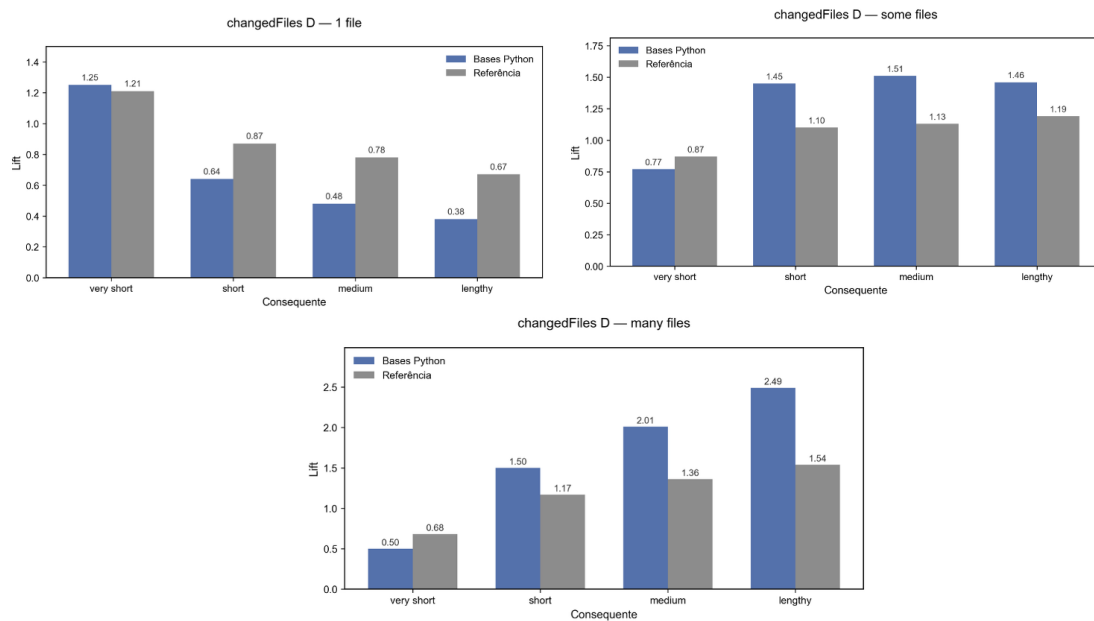 changedFiles D — 1 file
Bases Python
Referência
1.4
1.2
1.0
0.8
0.6
0.4
0.2
0.0
Lift
1.25
1.21
0.64
0.87
0.48
0.78
0.38
0.67
very short
short
medium
lengthy
Consequente
changedFiles D — some files
Bases Python
Referência
1.75
1.50
1.25
1.00
0.75
0.50
0.25
0.00
Lift
0.77
0.87
1.45
1.10
1.51
1.13
1.46
1.19
very short
short
medium
lengthy
Consequente
changedFiles D — many files
Bases Python
Referência
2.5
2.0
1.5
1.0
0.5
0.0
Lift
0.50
0.68
1.50
1.17
2.01
1.36
2.49
1.54
very short
short
medium
lengthy
Consequente